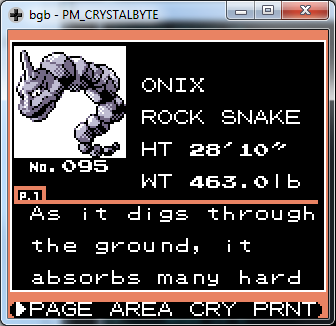 bgb - PM_CRYSTALBYTE
ONIX
ROCK SNAKE
HT 28'10"
No. 095
WT 463.0lb
P.1
As it digs through
the ground, it
absorbs many hard
PAGE AREA CRY PRNT